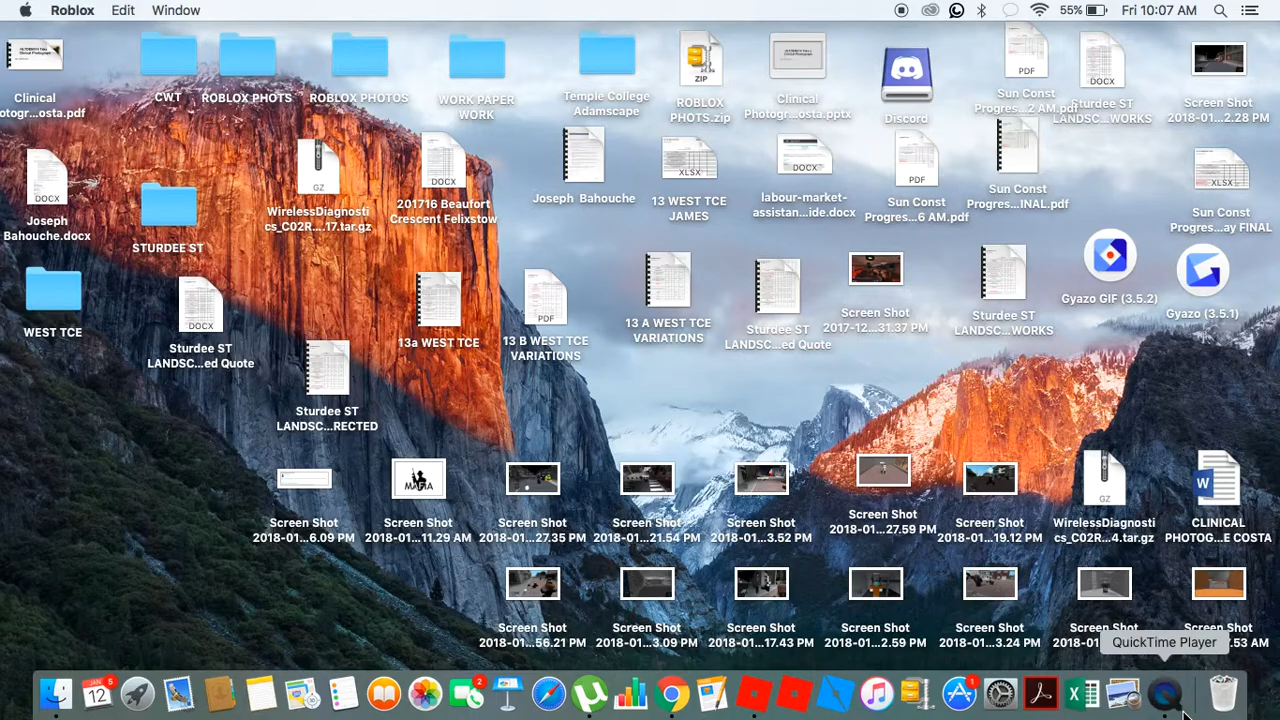 Roblox Edit Window
55% Fri 10:07 AM
Clinical
otogr...osta.pdf
CWT
ROBLOX PHOTS
ROBLOX PHOTOS
WORK PAPER
WORK
Temple College
Adamscape
ZIP
ROBLOX
PHOTS.zip
Clinical
Photogr...osta.pptx
Discord
PDF
Sun Const
Progres...2 AM.pdf
DOCX
Sturdee ST
LANDSC...WORKS
Screen Shot
2018-01...2.28 PM
DOCX
Joseph
Bahouche.docx
STURDEE ST
GZ
WirelessDiagnosti
cs_C02R....17.tar.gz
DOCX
201716 Beaufort
Crescent Felixstow
Joseph Bahouche
XLSX
13 WEST TCE
JAMES
DOCX
labour-market-
assistan...ide.docx
PDF
Sun Const
Progres...6 AM.pdf
Sun Const
Progres...INAL.pdf
XLSX
Sun Const
Progres...ay FINAL
WEST TCE
DOCX
Sturdee ST
LANDSC...ed Quote
13a WEST TCE
PDF
13 B WEST TCE
VARIATIONS
13 A WEST TCE
VARIATIONS
Sturdee ST
LANDSC...ed Quote
Screen Shot
2017-12...31.37 PM
Sturdee ST
LANDSC...WORKS
Gyazo GIF (3.5.2)
Gyazo (3.5.1)
Sturdee ST
LANDSC...RECTED
Screen Shot
2018-01...6.09 PM
MAFIA
Screen Shot
2018-01...11.29 AM
Screen Shot
2018-01...27.35 PM
Screen Shot
2018-01...21.54 PM
Screen Shot
2018-01...3.52 PM
Screen Shot
2018-01...27.59 PM
Screen Shot
2018-01...19.12 PM
GZ
WirelessDiagnosti
cs_C02R...4.tar.gz
W
CLINICAL
PHOTOG...E COSTA
Screen Shot
2018-01...56.21 PM
Screen Shot
2018-01...3.09 PM
Screen Shot
2018-01...17.43 PM
Screen Shot
2018-01...2.59 PM
Screen Shot
2018-01...3.24 PM
Screen Shot
Screen Shot
.53 AM
QuickTime Player
JAN
12
5
2
1